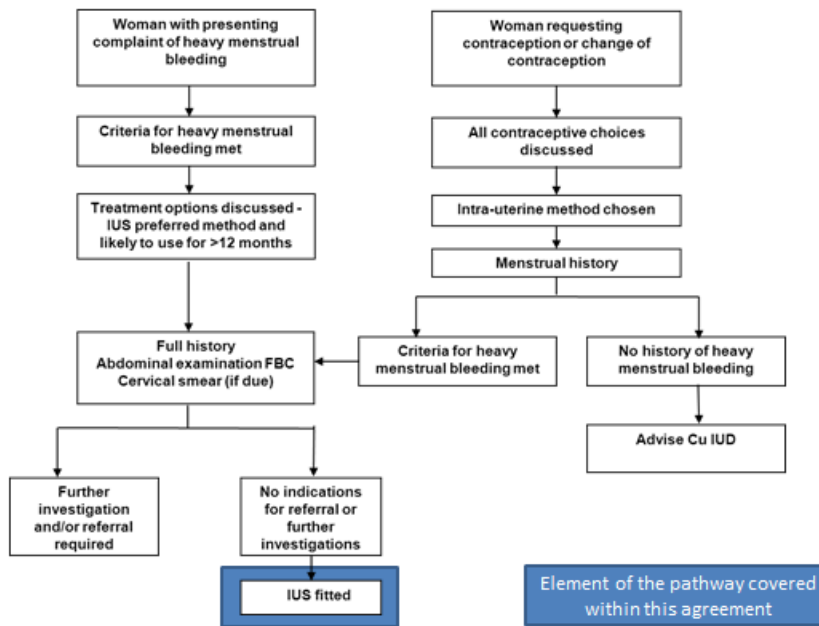 Woman with presenting
complaint of heavy menstrual
bleeding
Woman requesting
contraception or change of
contraception
Criteria for heavy menstrual
bleeding met
All contraceptive choices
discussed
Treatment options discussed -
IUS preferred method and
likely to use for >12 months
Intra-uterine method chosen
Menstrual history
Full history
Abdominal examination FBC
Cervical smear (if due)
Criteria for heavy
menstrual bleeding met
No history of heavy
menstrual bleeding
Advise Cu IUD
Further
investigation
and/or referral
required
No indications
for referral or
further
investigations
IUS fitted
Element of the pathway covered
within this agreement